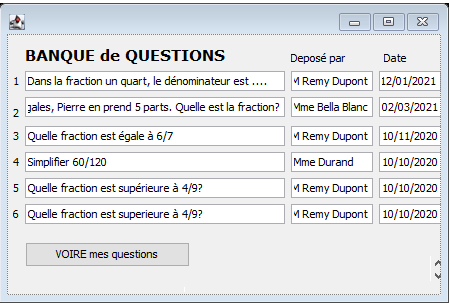 BANQUE de QUESTIONS Deposé par Date
1 Dans la fraction un quart, le dénominateur est .... M Remy Dupont 12/01/2021
2 gales, Pierre en prend 5 parts. Quelle est la fraction? Mme Bella Blanc 02/03/2021
3 Quelle fraction est égale à 6/7 M Remy Dupont 10/11/2020
4 Simplifier 60/120 Mme Durand 10/10/2020
5 Quelle fraction est supérieure à 4/9? M Remy Dupont 10/10/2020
6 Quelle fraction est superieure à 4/9? M Remy Dupont 10/10/2020
VOIRE mes questions